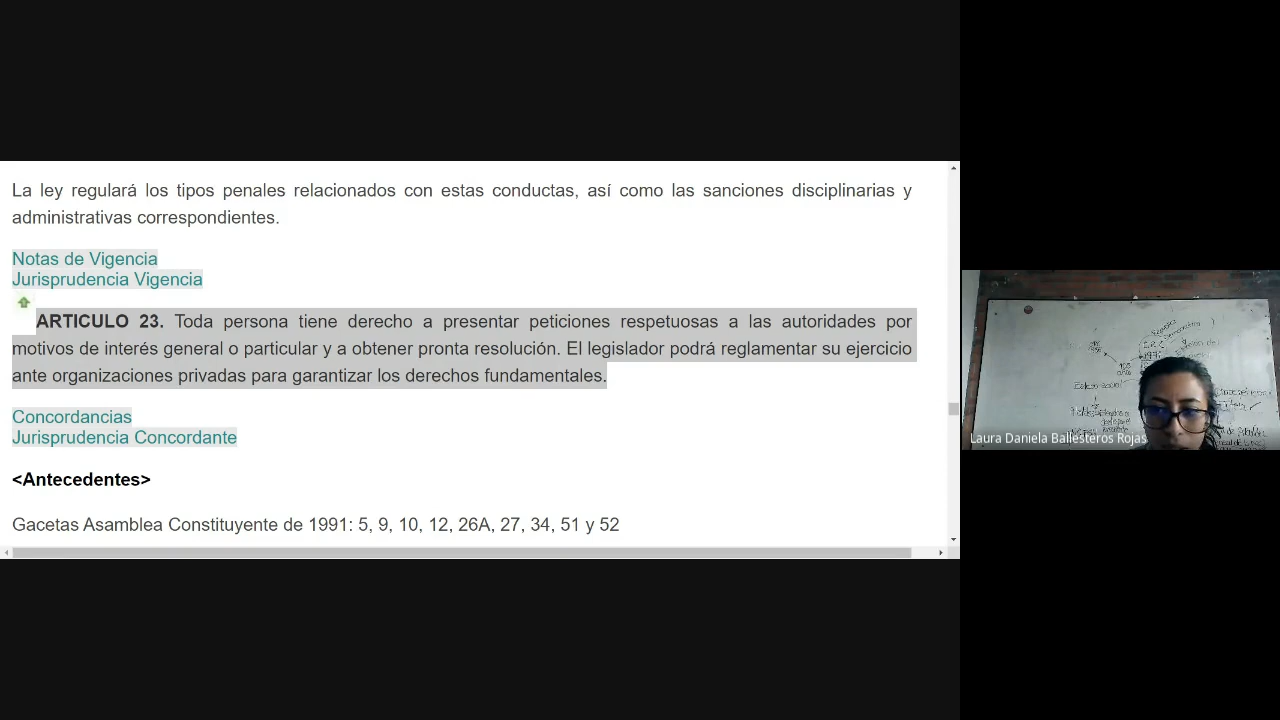 La ley regulará los tipos penales relacionados con estas conductas, así como las sanciones disciplinarias y
administrativas correspondientes.
Notas de Vigencia
Jurisprudencia Vigencia
ARTICULO 23. Toda persona tiene derecho a presentar peticiones respetuosas a las autoridades por
motivos de interés general o particular y a obtener pronta resolución. El legislador podrá reglamentar su ejercicio
ante organizaciones privadas para garantizar los derechos fundamentales.
Concordancias
Jurisprudencia Concordante
<Antecedentes>
Gacetas Asamblea Constituyente de 1991: 5, 9, 10, 12, 26A, 27, 34, 51 y 52
Laura Daniela Ballesteros Rojas